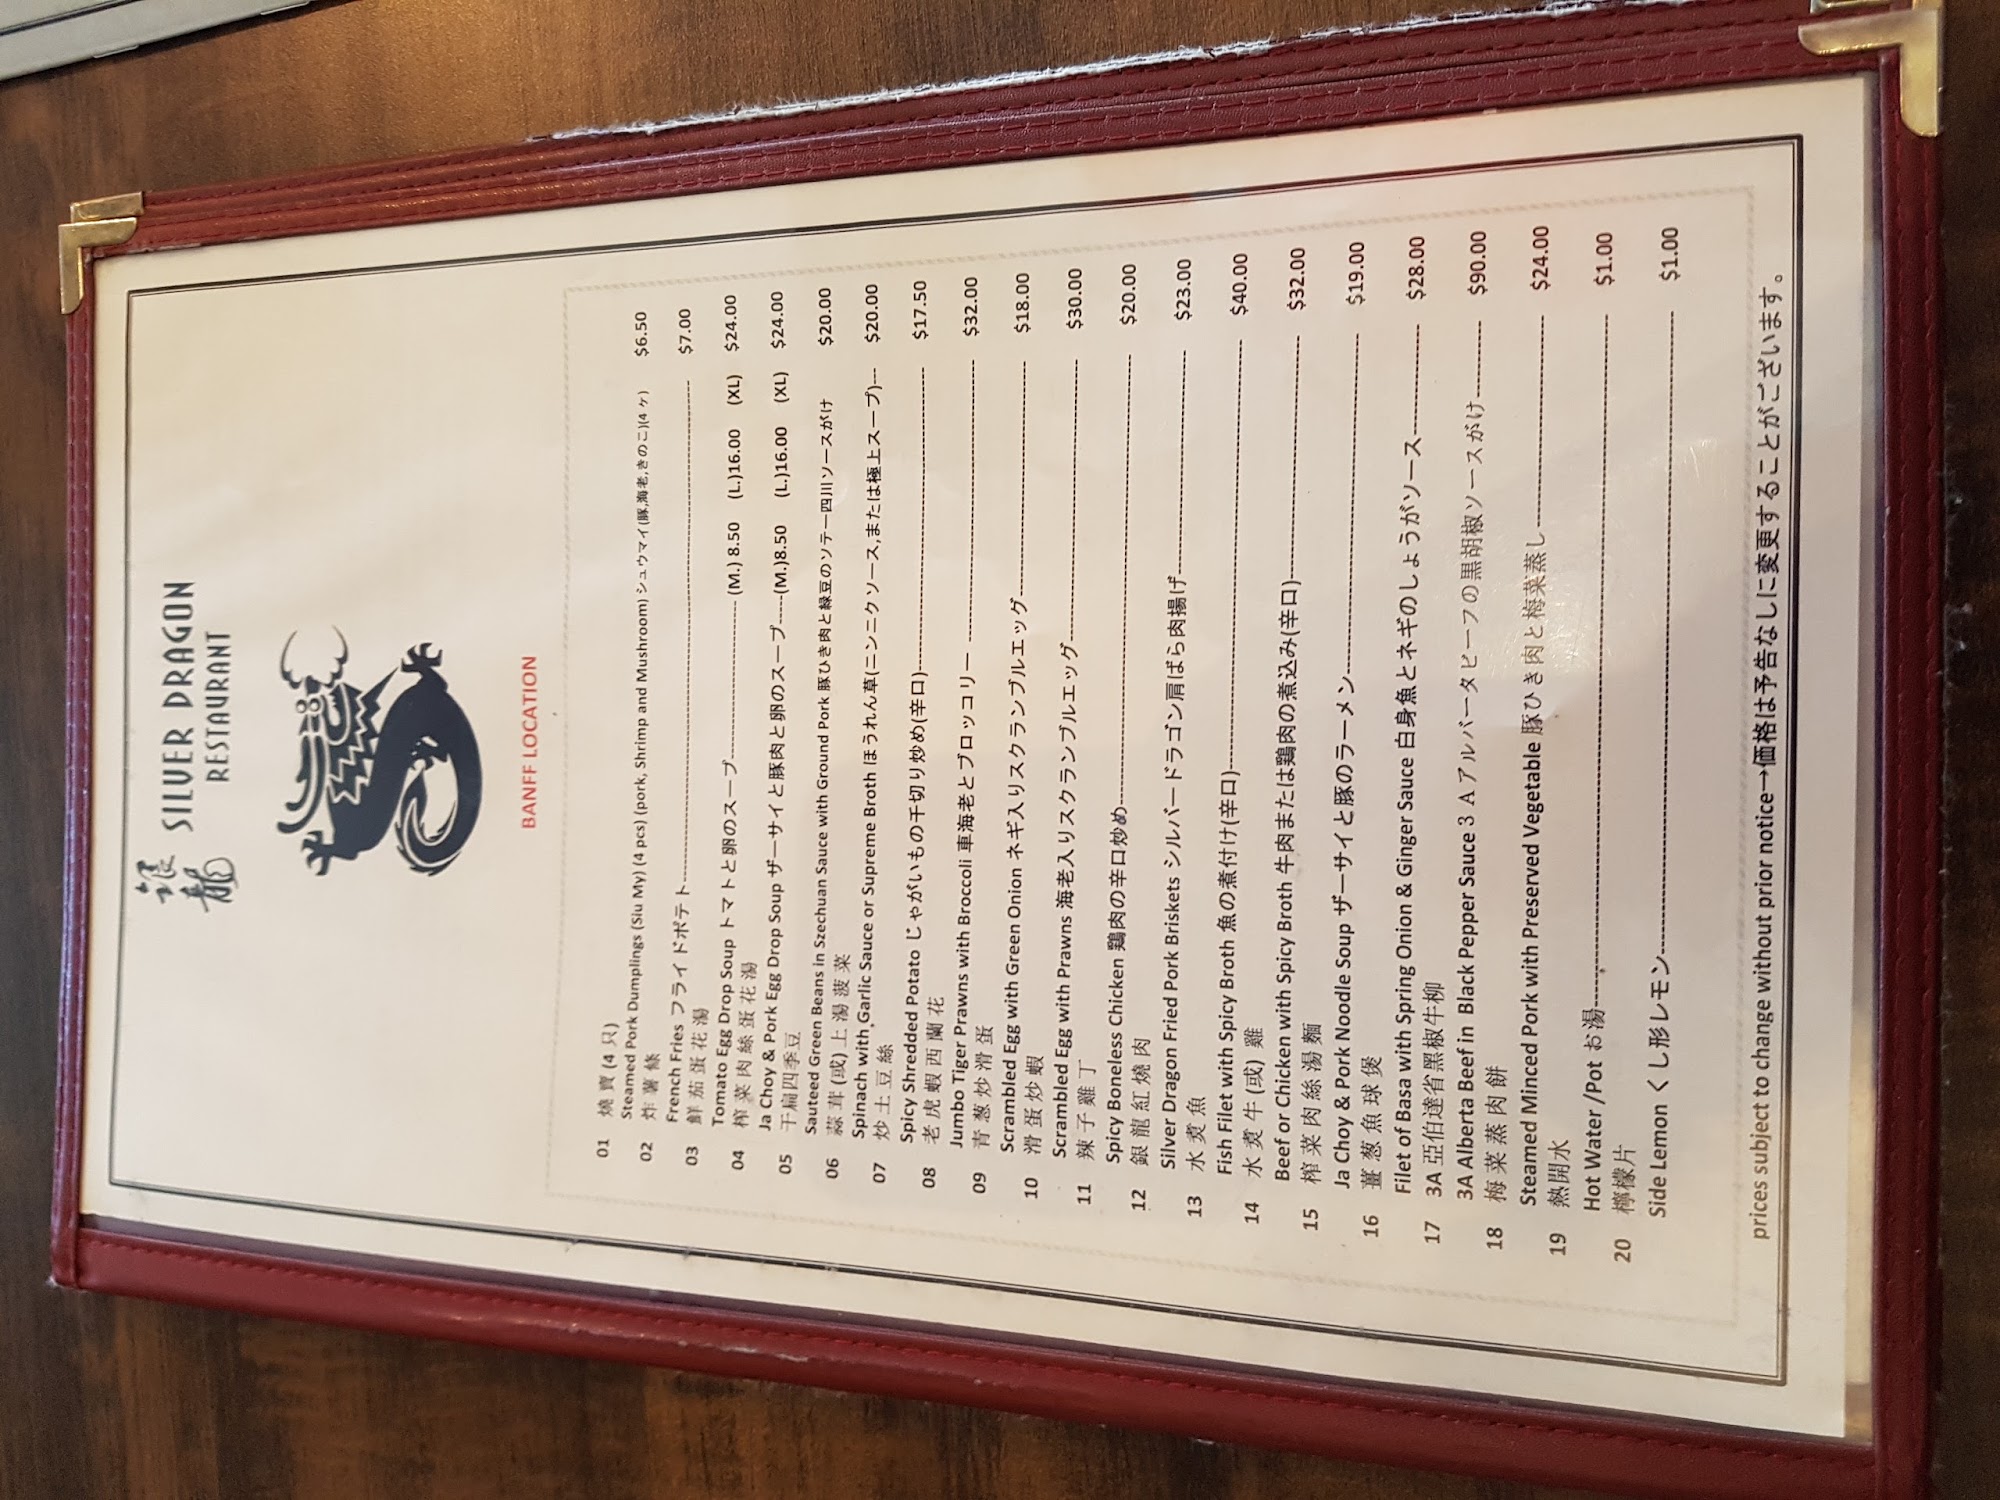 銀龍
SILVER DRAGON
RESTAURANT
BANFF LOCATION
01 燒賣 (4 只)
Steamed Pork Dumplings (Siu My) (4 pcs) (pork, Shrimp and Mushroom) シュウマイ(豚,海老,きのこ)(4 ヶ) $6.50
02 炸薯條
French Fries フライドポテト $7.00
03 鮮茄蛋花湯
Tomato Egg Drop Soup トマトと卵のスープ (M.) 8.50 (L.)16.00 (XL) $24.00
04 榨菜肉絲蛋花湯
Ja Choy & Pork Egg Drop Soup ザーサイと豚肉と卵のスープ (M.)8.50 (L.)16.00 (XL) $24.00
05 干扁四季豆
Sauteed Green Beans in Szechuan Sauce with Ground Pork 豚ひき肉と緑豆のソテー四川ソースがけ $20.00
06 蒜茸(或)上湯菠菜
Spinach with Garlic Sauce or Supreme Broth ほうれん草(ニンニクソース,または極上スープ) $20.00
07 炒土豆絲
Spicy Shredded Potato じゃがいもの千切り炒め(辛口) $17.50
08 老虎蝦西蘭花
Jumbo Tiger Prawns with Broccoli 車海老とブロッコリー $32.00
09 青葱炒滑蛋
Scrambled Egg with Green Onion ネギ入りスクランブルエッグ $18.00
10 滑蛋炒蝦
Scrambled Egg with Prawns 海老入りスクランブルエッグ $30.00
11 辣子雞丁
Spicy Boneless Chicken 鶏肉の辛口炒め $20.00
12 銀龍紅燒肉
Silver Dragon Fried Pork Briskets シルバードラゴン肩ばら肉揚げ $23.00
13 水煑魚
Fish Filet with Spicy Broth 魚の煮付け(辛口) $40.00
14 水煑牛(或)雞
Beef or Chicken with Spicy Broth 牛肉または鶏肉の煮込み(辛口) $32.00
15 榨菜肉絲湯麵
Ja Choy & Pork Noodle Soup ザーサイと豚のラーメン $19.00
16 薑葱魚球煲
Filet of Basa with Spring Onion & Ginger Sauce 白身魚とネギのしょうがソース $28.00
17 3A 亞伯達省黑椒牛柳
3A Alberta Beef in Black Pepper Sauce 3 A アルバータビーフの黒胡椒ソースがけ $90.00
18 梅菜蒸肉餅
Steamed Minced Pork with Preserved Vegetable 豚ひき肉と梅菜蒸し $24.00
19 熱開水
Hot Water /Pot お湯 $1.00
20 檸檬片
Side Lemon くし形レモン $1.00
prices subject to change without prior notice→価格は予告なしに変更することがございます。